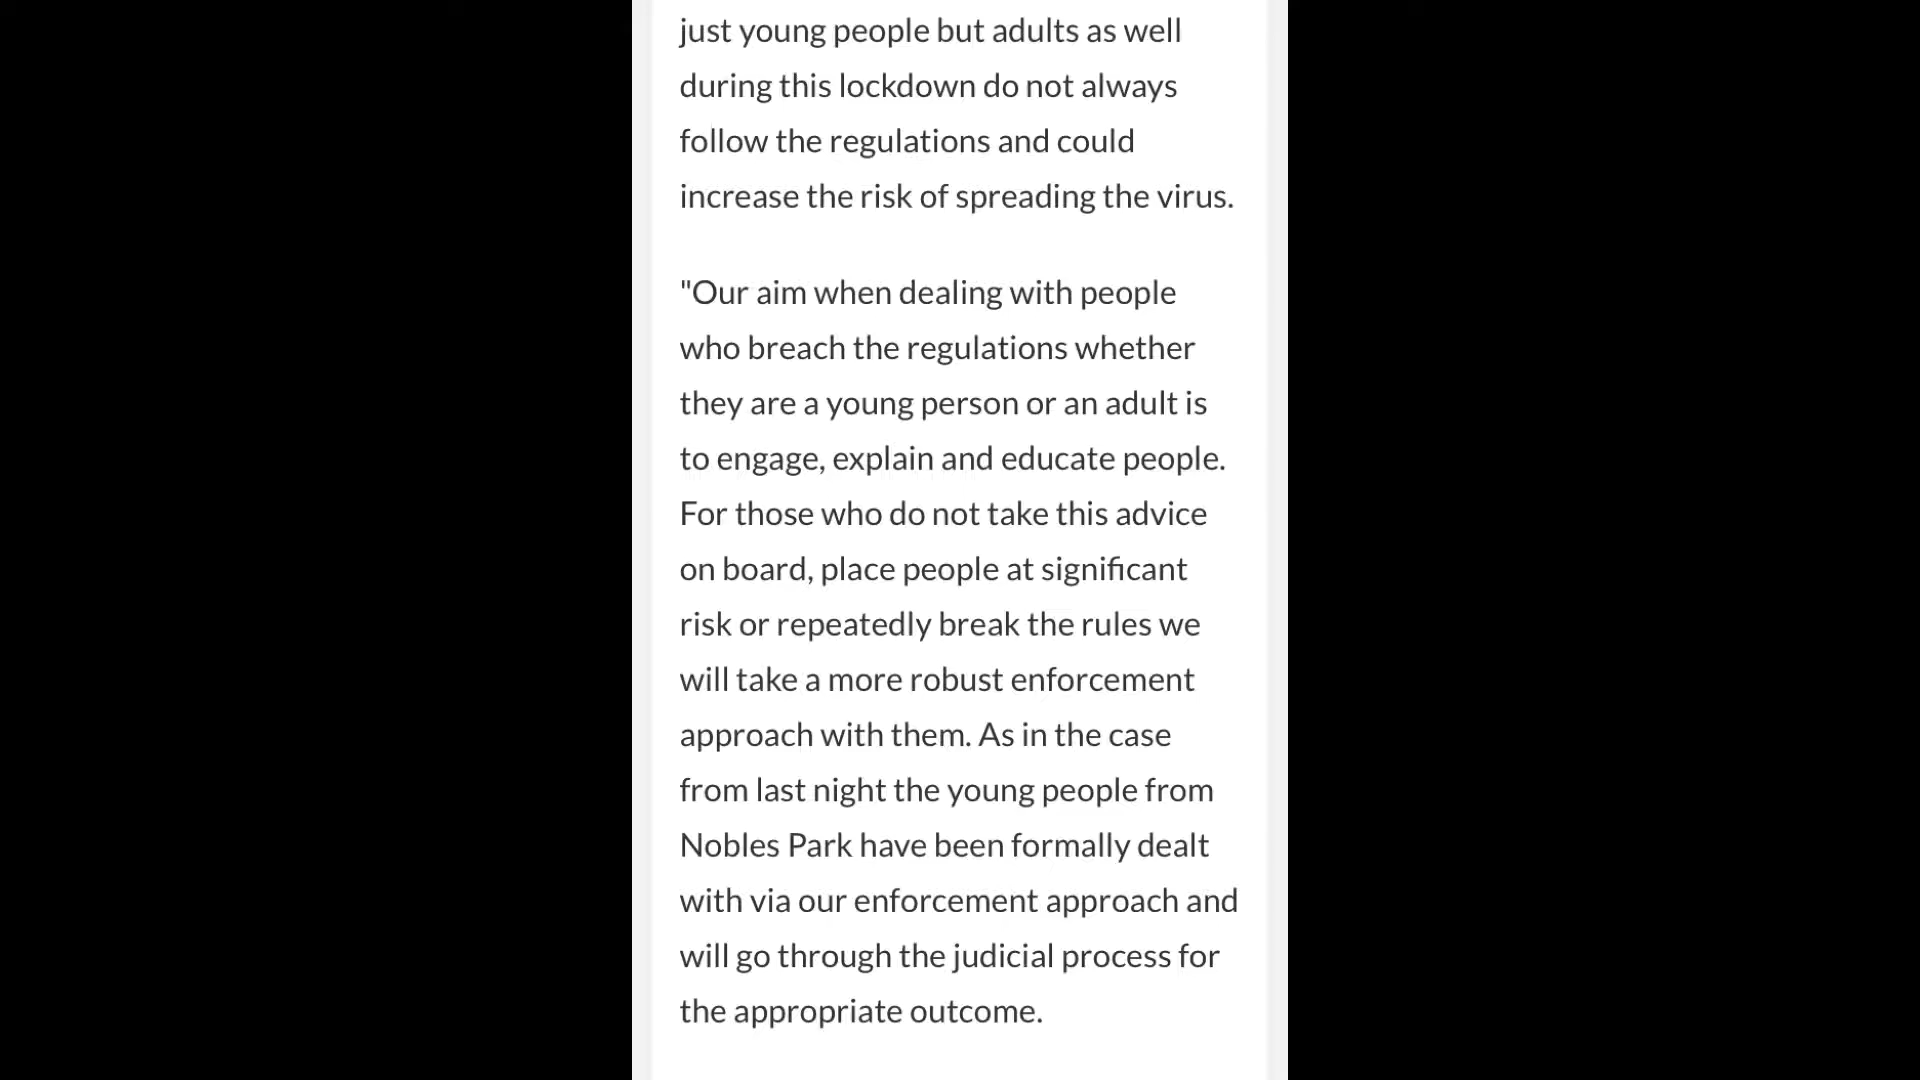 just young people but adults as well
during this lockdown do not always
follow the regulations and could
increase the risk of spreading the virus.
"Our aim when dealing with people
who breach the regulations whether
they are a young person or an adult is
to engage, explain and educate people.
For those who do not take this advice
on board, place people at significant
risk or repeatedly break the rules we
will take a more robust enforcement
approach with them. As in the case
from last night the young people from
Nobles Park have been formally dealt
with via our enforcement approach and
will go through the judicial process for
the appropriate outcome.